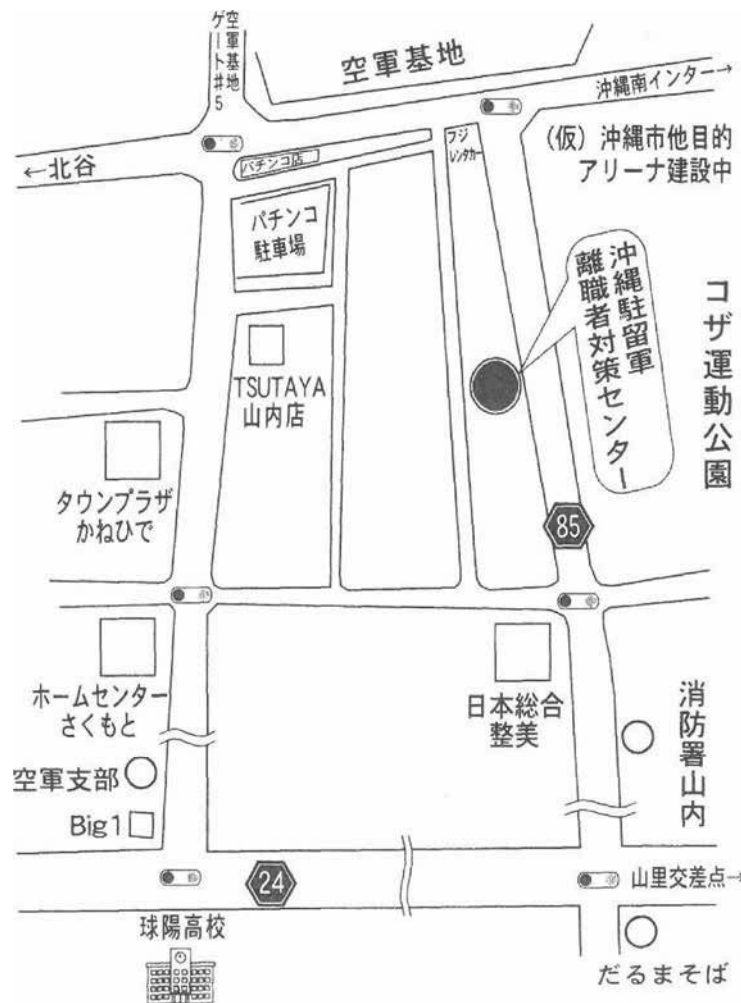 空軍基地
ゲート#5
空軍基地
沖縄南インター→
(仮)沖縄市他目的
アリーナ建設中
←北谷
パチンコ店
フジ
レンタカー
パチンコ
駐車場
沖縄駐留軍
離職者対策センター
コザ運動公園
TSUTAYA
山内店
タウンプラザ
かねひで
85
ホームセンター
さくもと
日本総合
整美
消防署山内
空軍支部
Big1
24
山里交差点→
球陽高校
だるまそば